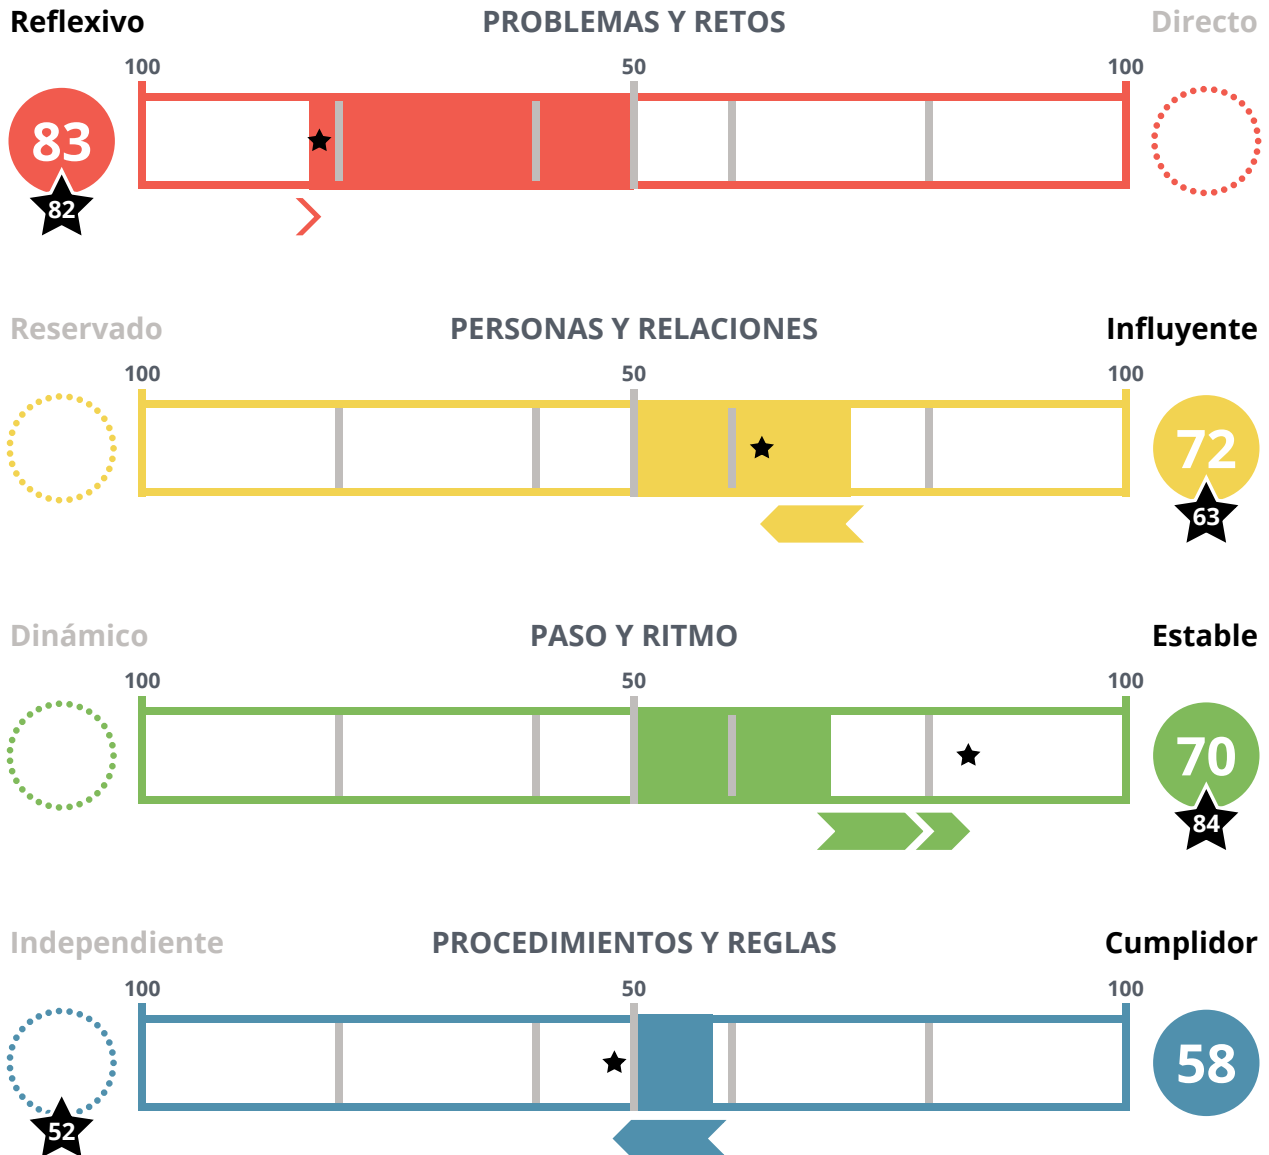 Reflexivo PROBLEMAS Y RETOS Directo
100 50 100
83
82
Reservado PERSONAS Y RELACIONES Influyente
100 50 100
72
63
Dinámico PASO Y RITMO Estable
100 50 100
70
84
Independiente PROCEDIMIENTOS Y REGLAS Cumplidor
100 50 100
58
52